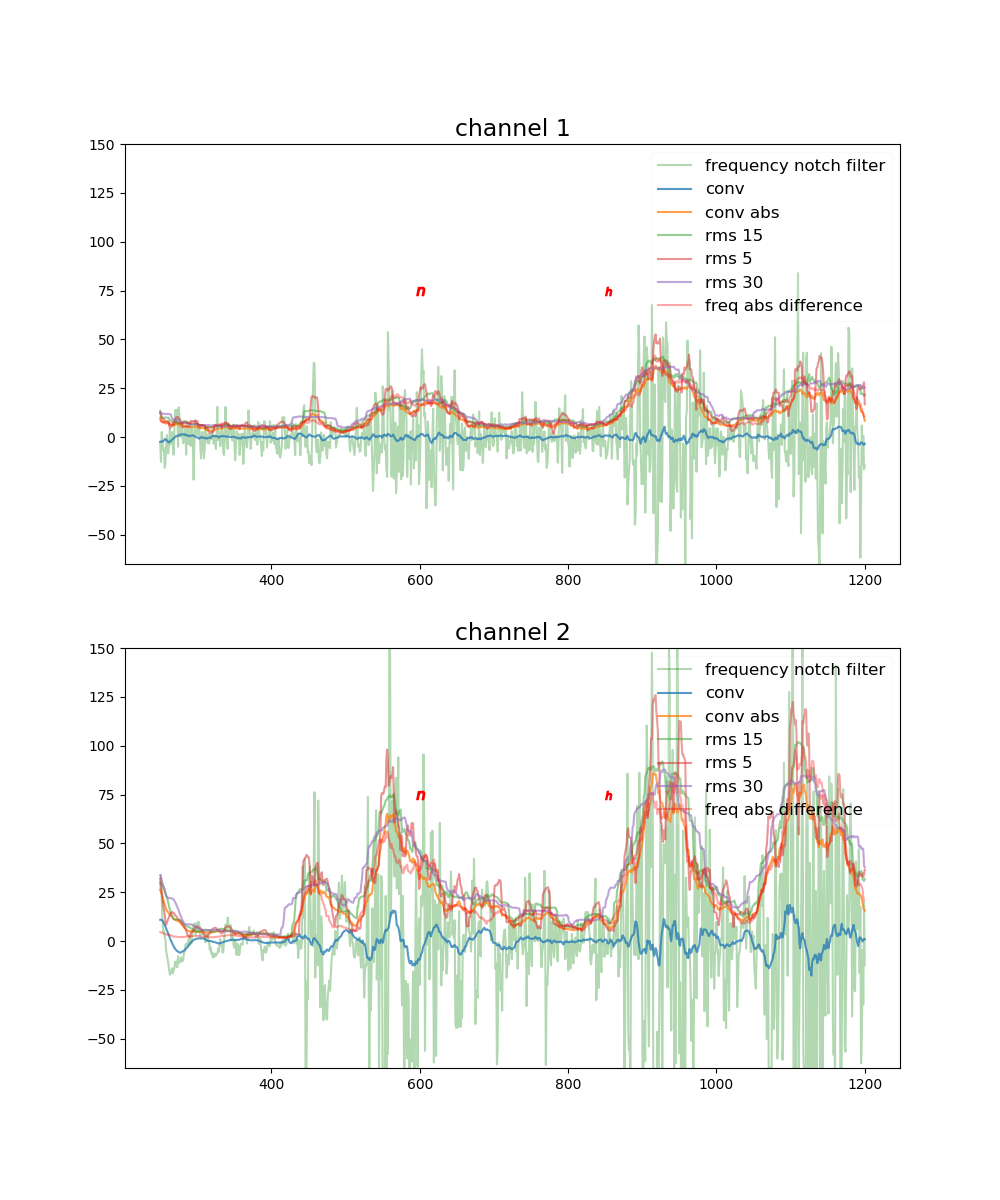 channel 1
150
125
100
75
50
25
0
−25
−50
frequency notch filter
conv
conv abs
rms 15
rms 5
rms 30
freq abs difference
n
h
400 600 800 1000 1200
channel 2
150
125
100
75
50
25
0
−25
−50
frequency notch filter
conv
conv abs
rms 15
rms 5
rms 30
freq abs difference
n
h
400 600 800 1000 1200